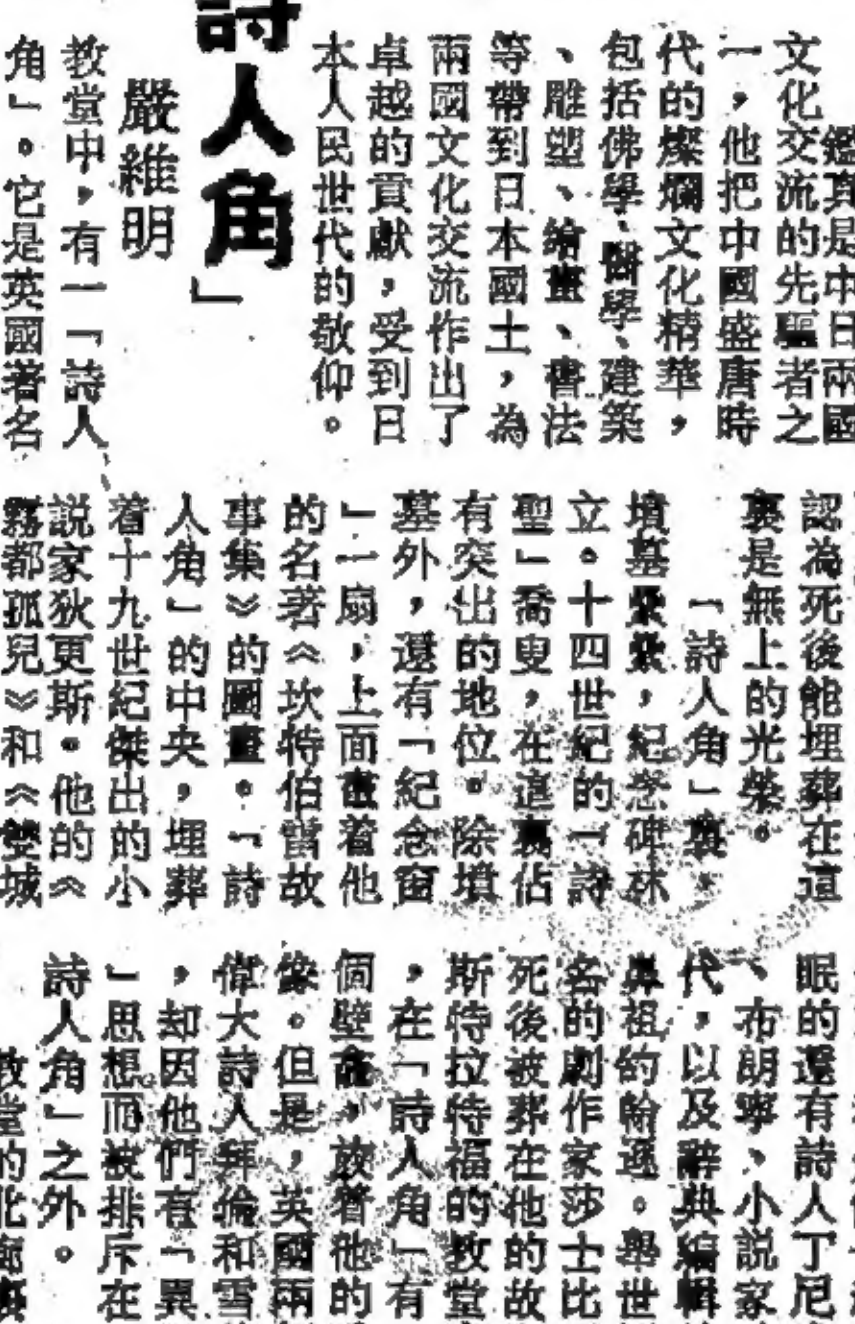 鑑真是中日兩國
文化交流的先驅者之
一,他把中國盛唐時
代的燦爛文化精華,
包括佛學、醫學、建築
、雕塑、繪畫、書法
等帶到日本國土,為
兩國文化交流作出了
卓越的貢獻,受到日
本人民世代的敬仰。
詩人角」
嚴維明
教堂中,有一「詩人
角」。它是英國著名
認為死後能埋葬在這
裏是無上的光榮。
「詩人角」裏,
墳墓纍纍,紀念碑林
立。十四世紀的「詩
聖」喬叟,在這裏佔
有突出的地位。除墳
墓外,還有「紀念窗
」一扇,上面畫着他
的名著《坎特伯雷故
事集》的圖畫。「詩
人角」的中央,埋葬
着十九世紀傑出的小
説家狄更斯。他的《
霧都孤兒》和《雙城
眠的還有詩人丁尼
、布朗寧、小説家
代,以及辭典編輯
鼻祖約翰遜。舉世
名的劇作家莎士比
死後被葬在他的故
斯特拉特福的教堂
,在「詩人角」有
個壁龕,放着他的
像。但是,英國兩
偉大詩人拜倫和雪
,却因他們有「異
」思想而被排斥在
詩人角」之外。
教堂的北廊